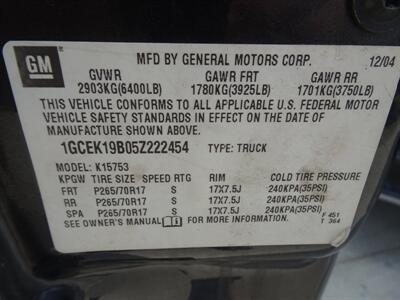 GM
MFD BY GENERAL MOTORS CORP. 12/04
GVWR GAWR FRT GAWR RR
2903KG(6400LB) 1780KG(3925LB) 1701KG(3750LB)
THIS VEHICLE CONFORMS TO ALL APPLICABLE U.S. FEDERAL MOTOR
VEHICLE SAFETY STANDARDS IN EFFECT ON THE DATE OF
MANUFACTURE SHOWN ABOVE.
1GCEK19B05Z222454 TYPE: TRUCK
MODEL: K15753
KPGW TIRE SIZE SPEED RTG RIM COLD TIRE PRESSURE
FRT P265/70R17 S 17X7.5J 240KPA(35PSI)
RR P265/70R17 S 17X7.5J 240KPA(35PSI)
SPA P265/70R17 S 17X7.5J 240KPA(35PSI)
SEE OWNER'S MANUAL FOR MORE INFORMATION. F 451
T 364